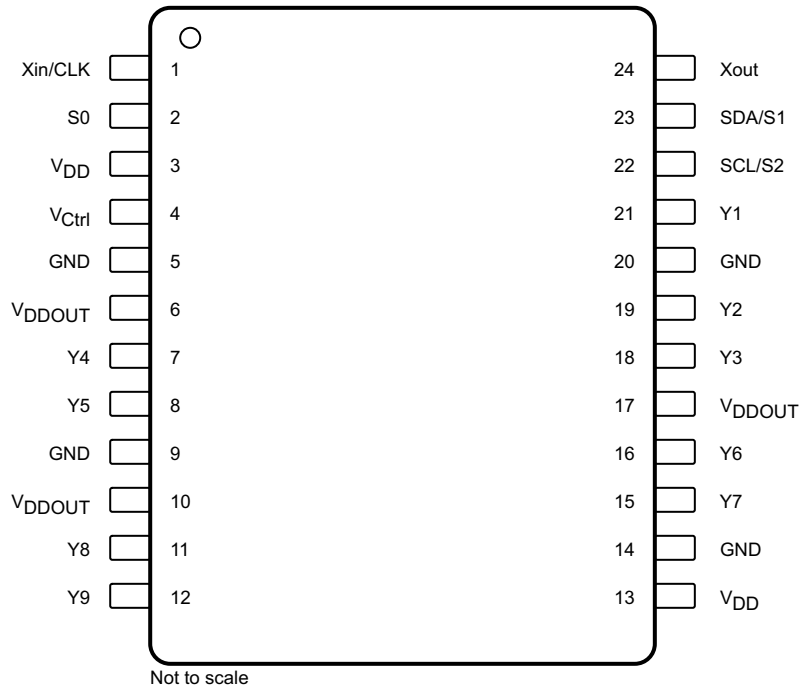 Xin/CLK 1 24 Xout
S0 2 23 SDA/S1
VDD 3 22 SCL/S2
VCtrl 4 21 Y1
GND 5 20 GND
VDDOUT 6 19 Y2
Y4 7 18 Y3
Y5 8 17 VDDOUT
GND 9 16 Y6
VDDOUT 10 15 Y7
Y8 11 14 GND
Y9 12 13 VDD
Not to scale